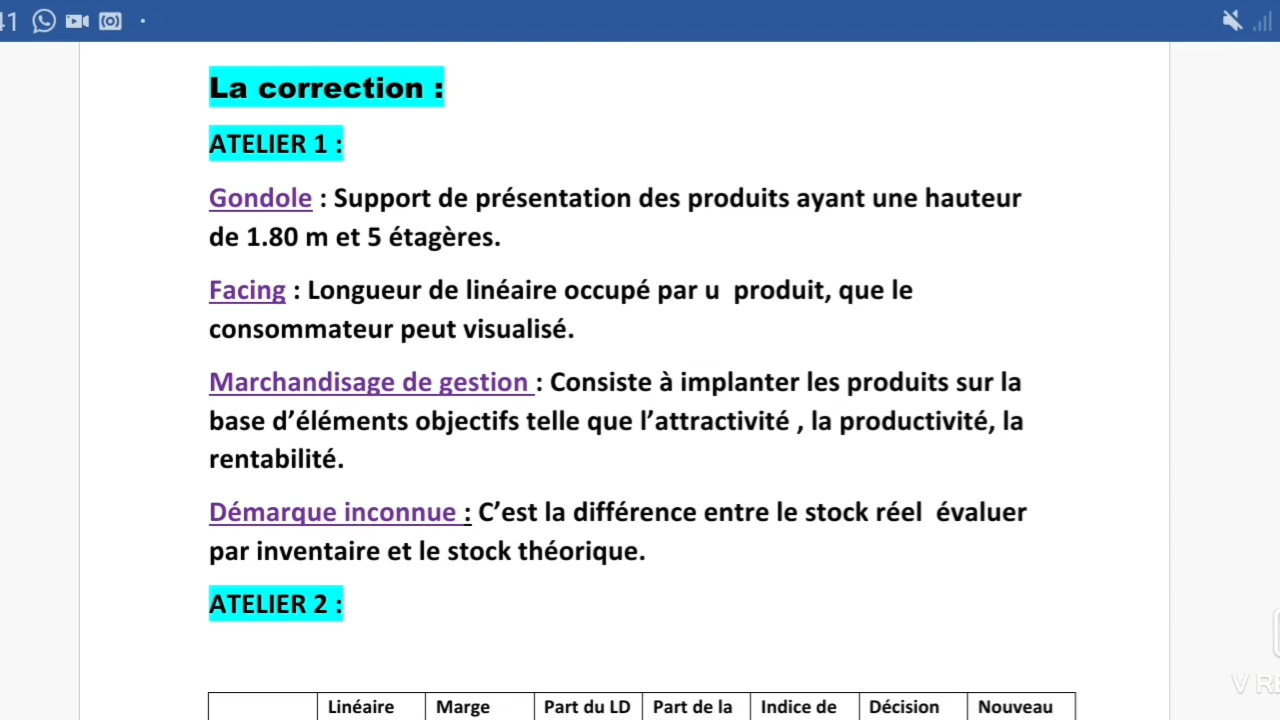 41
La correction :
ATELIER 1 :
Gondole : Support de présentation des produits ayant une hauteur
de 1.80 m et 5 étagères.
Facing : Longueur de linéaire occupé par u  produit, que le
consommateur peut visualisé.
Marchandisage de gestion : Consiste à implanter les produits sur la
base d’éléments objectifs telle que l’attractivité , la productivité, la
rentabilité.
Démarque inconnue : C’est la différence entre le stock réel  évaluer
par inventaire et le stock théorique.
ATELIER 2 :
Linéaire Marge Part du LD Part de la Indice de Décision Nouveau